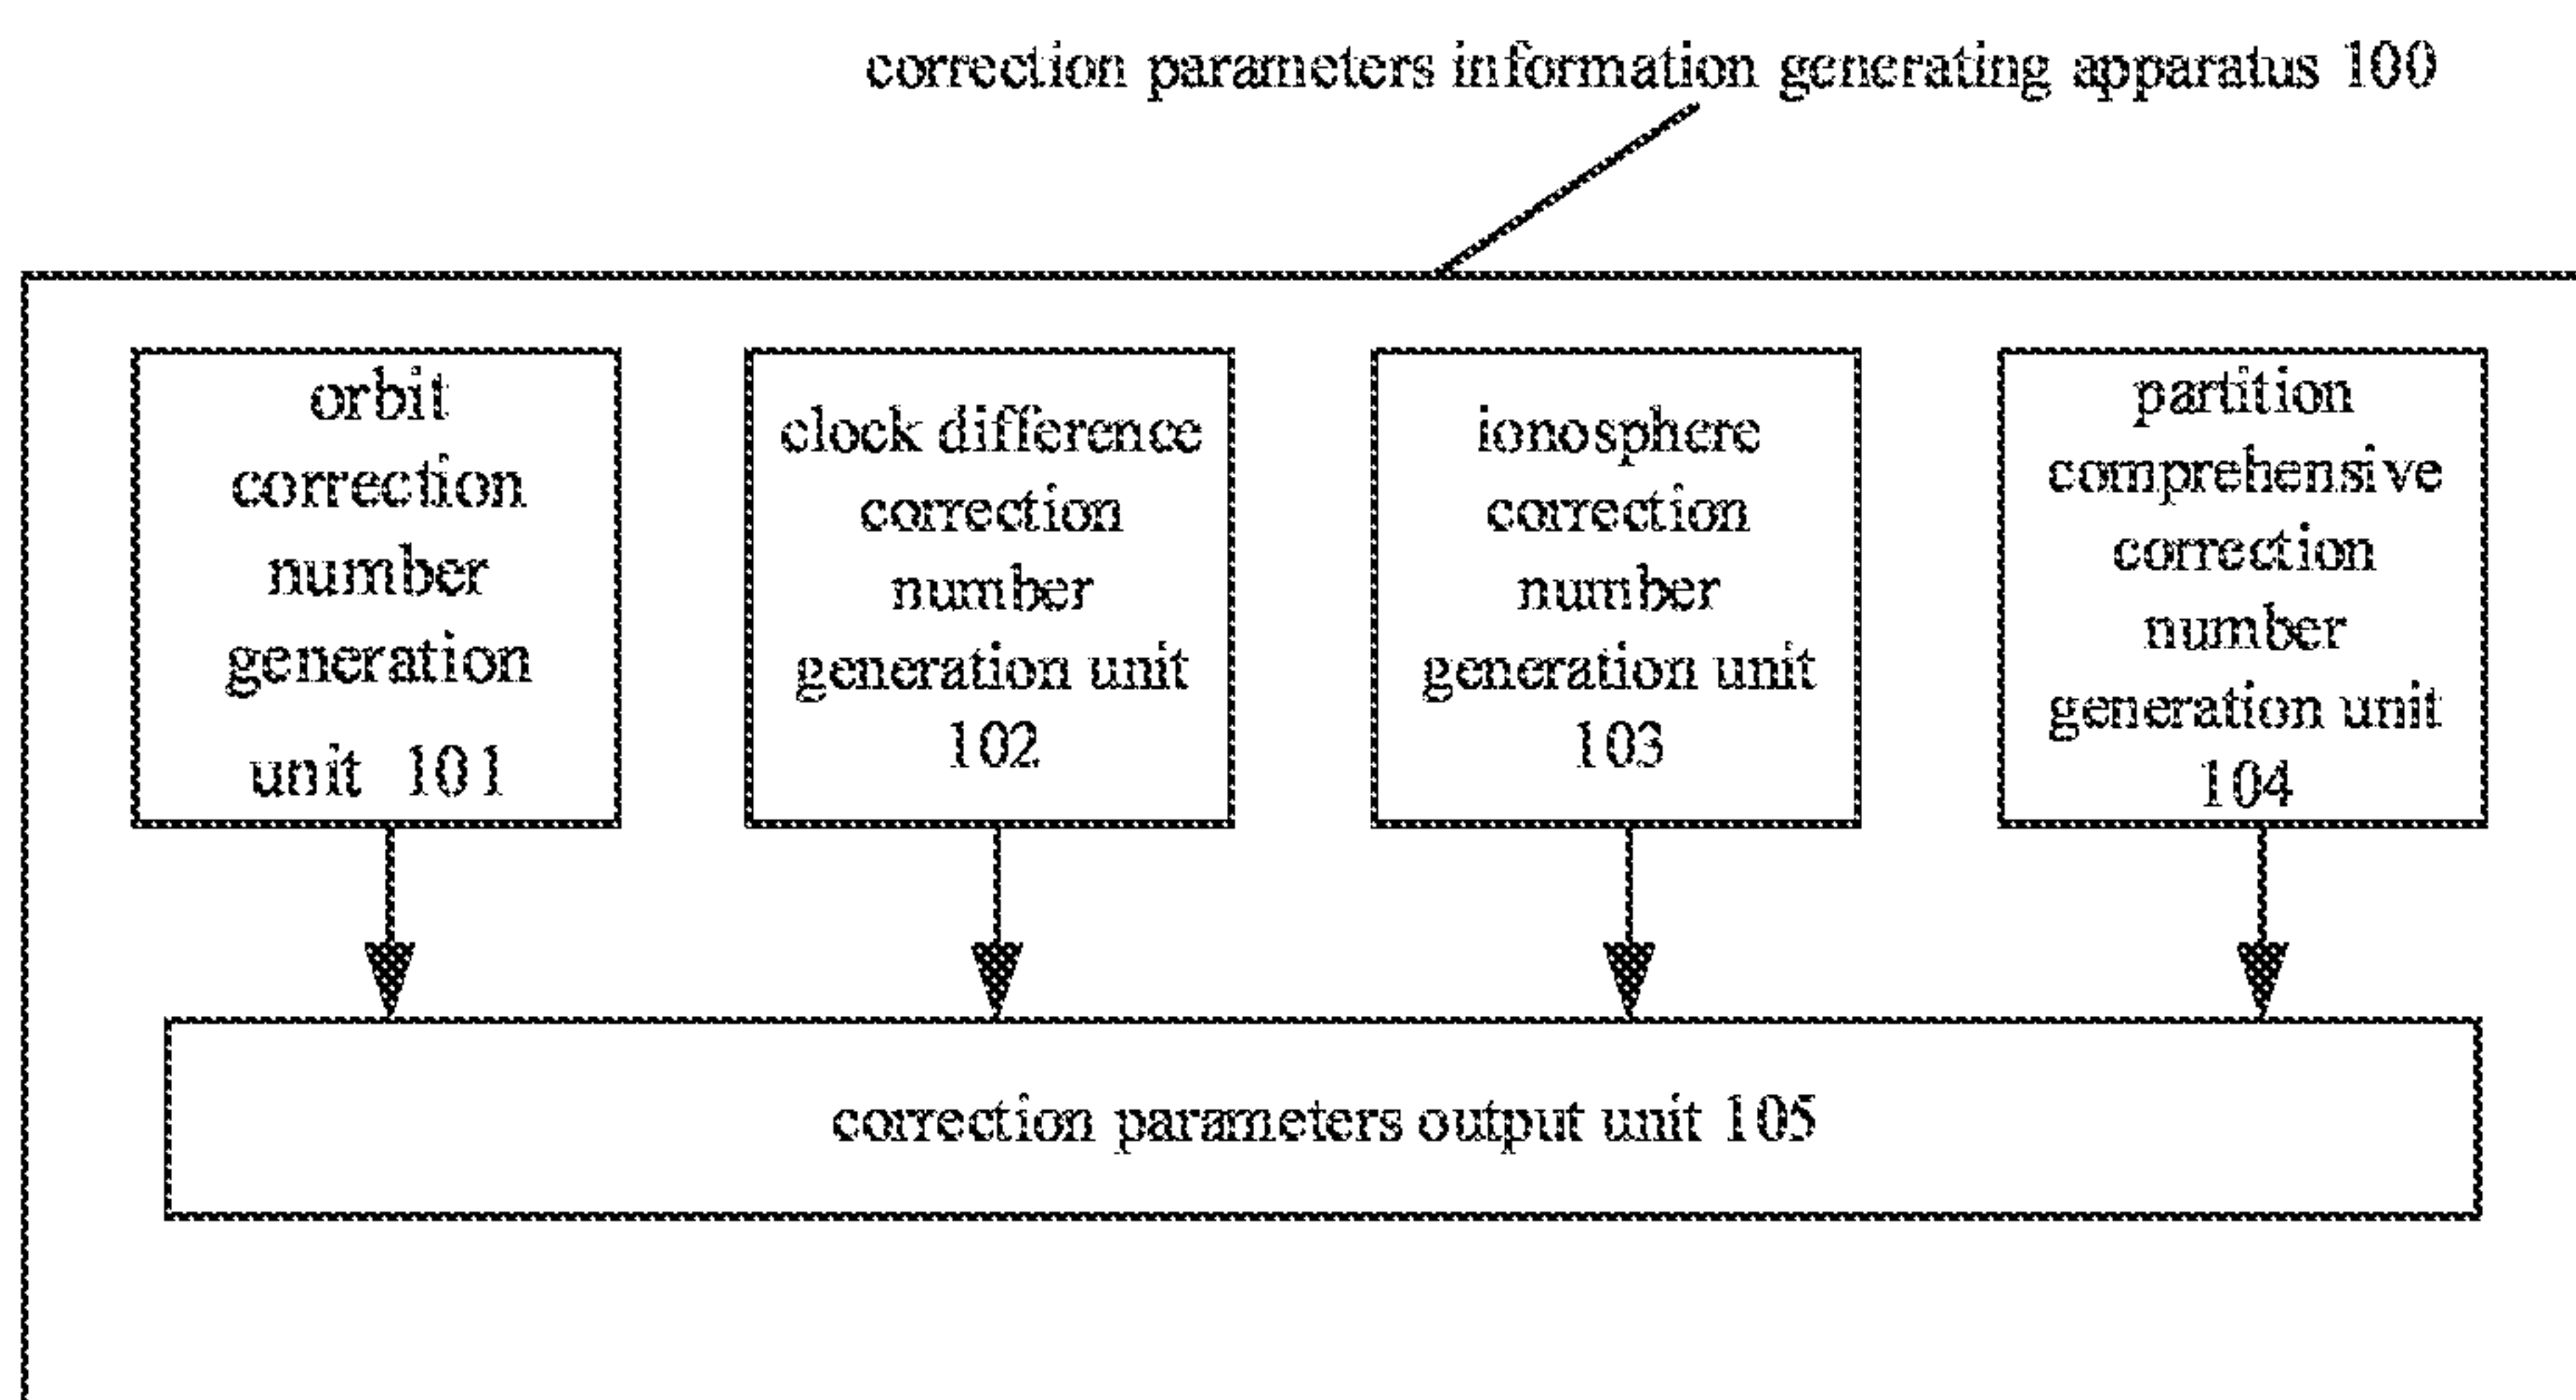 correction parameters information generating apparatus 100
orbit
correction
number
generation
unit 101
clock difference
correction
number
generation unit
102
ionosphere
correction
number
generation unit
103
partition
comprehensive
correction
number
generation unit
104
correction parameters output unit 105